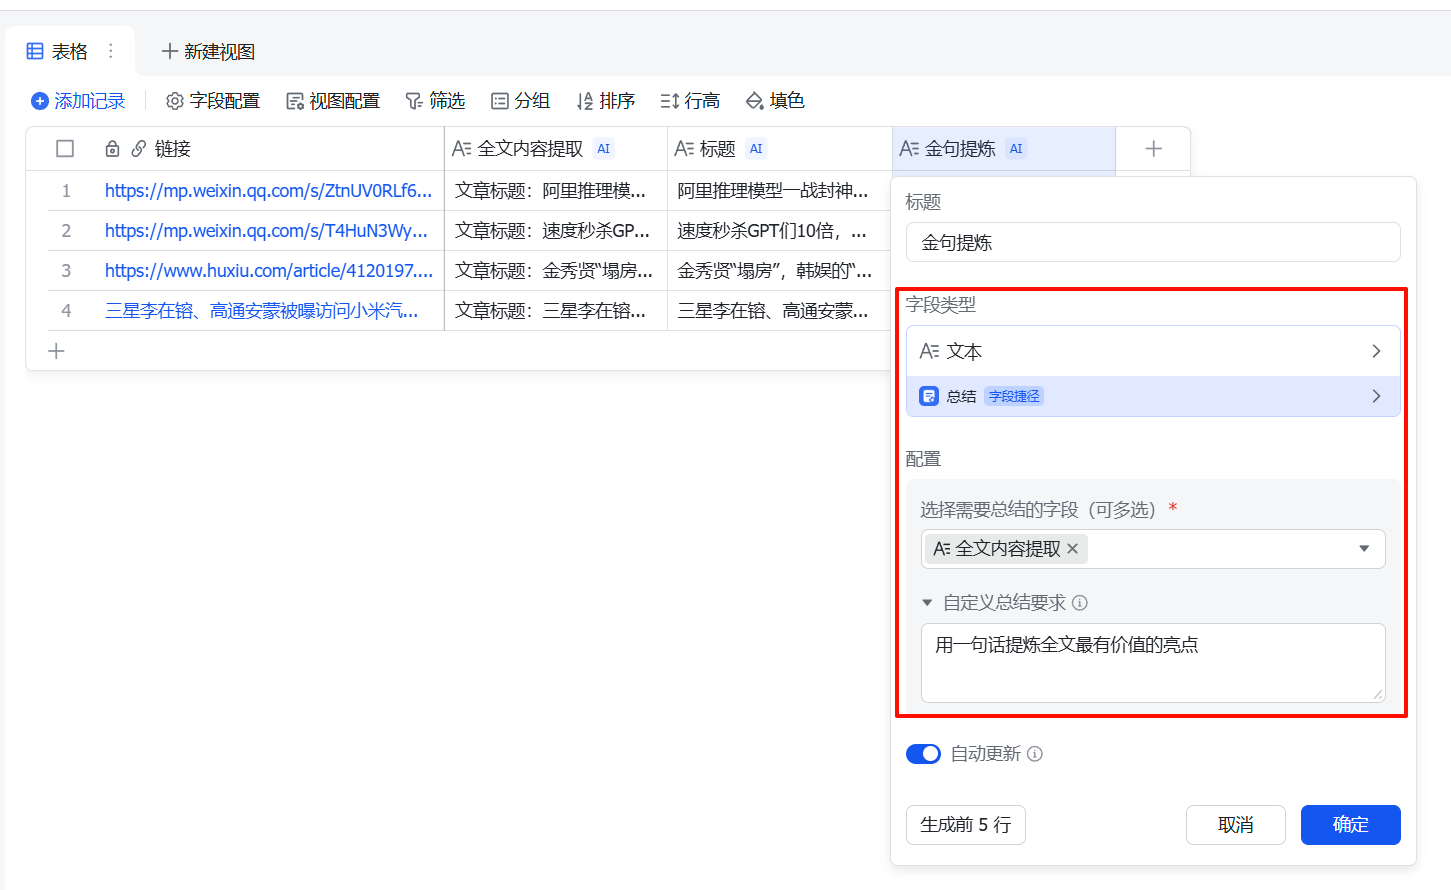 表格 新建视图
添加记录 字段配置 视图配置 筛选 分组 排序 行高 填色
链接 全文内容提取 AI 标题 AI 金句提炼 AI
1 https://mp.weixin.qq.com/s/ZtnUV0RLf6... 文章标题：阿里推理模... 阿里推理模型一战封神...
2 https://mp.weixin.qq.com/s/T4HuN3Wy... 文章标题：速度秒杀GP... 速度秒杀GPT们10倍，...
3 https://www.huxiu.com/article/4120197.... 文章标题：金秀贤“塌房... 金秀贤“塌房”，韩娱的“...
4 三星李在镕、高通安蒙被曝访问小米汽... 文章标题：三星李在镕... 三星李在镕、高通安蒙...
标题
金句提炼
字段类型
文本
总结 字段捷径
配置
选择需要总结的字段（可多选） *
全文内容提取
自定义总结要求
用一句话提炼全文最有价值的亮点
自动更新
生成前 5 行 取消 确定